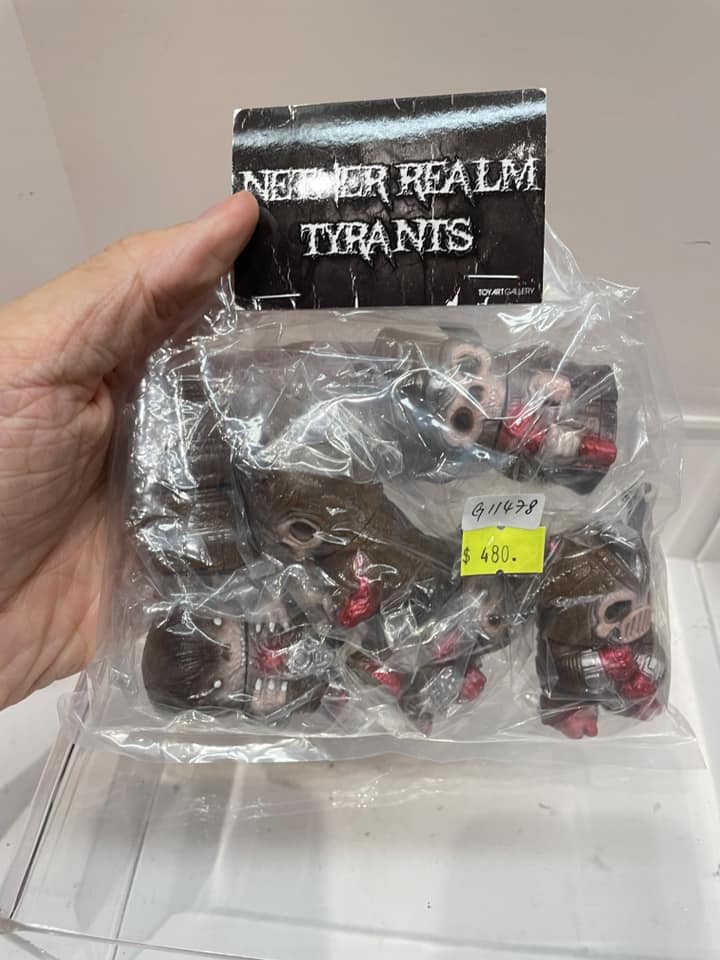 NETHER REALM
TYRANTS
TOY ART GALLERY
G11478
$ 480.